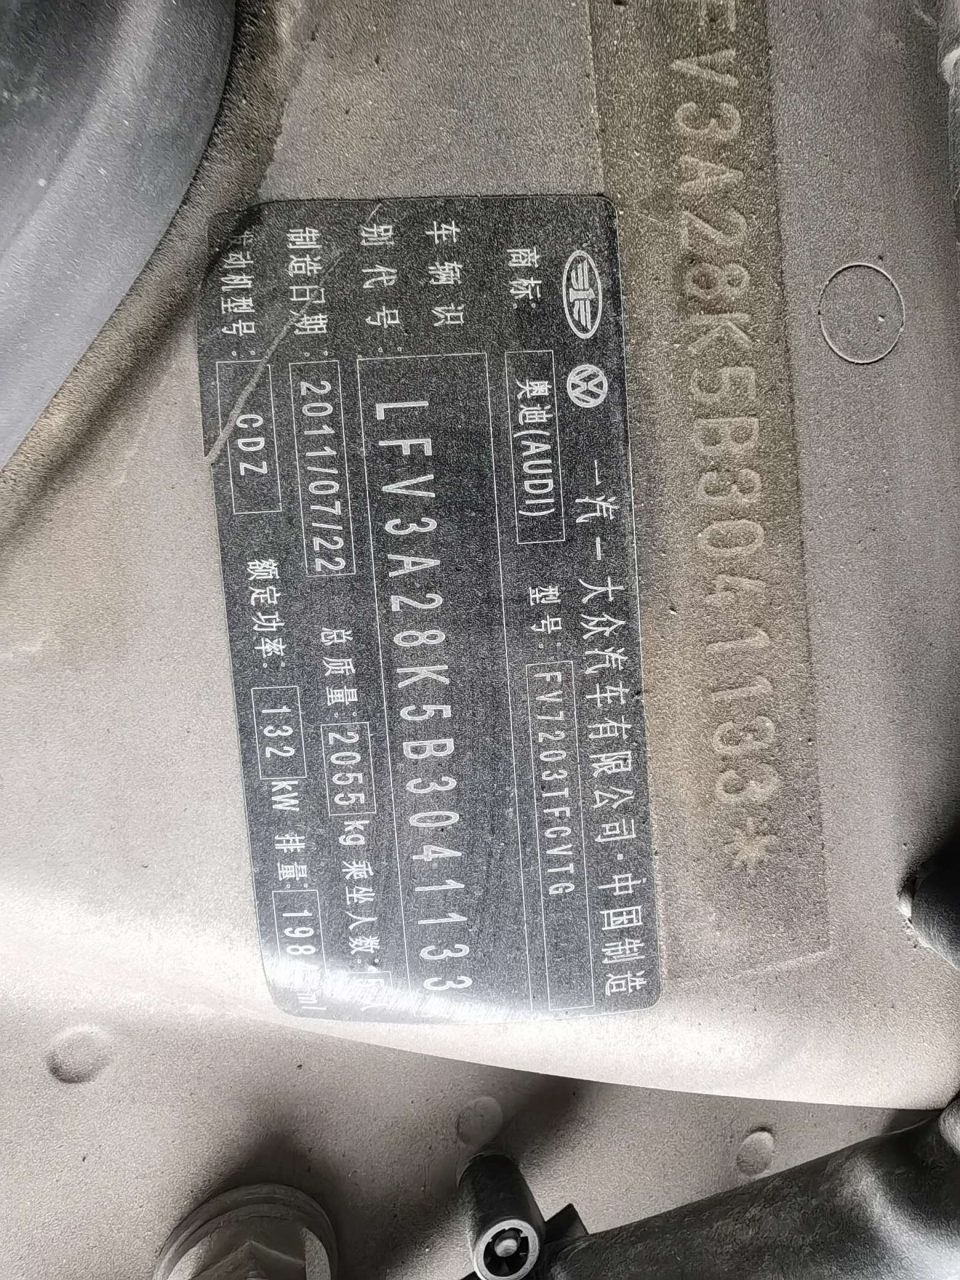 FV3A28K5B3041133*
一汽一大众汽车有限公司·中国制造
商标: 奥迪(AUDI) 型号: FV7203TFCVTG
车辆识
别代号: LFV3A28K5B3041133
制造日期: 2011/07/22 总质量: 2055 kg 乘坐人数:
发动机型号: CDZ 额定功率: 132 kW 排量: 198 ml